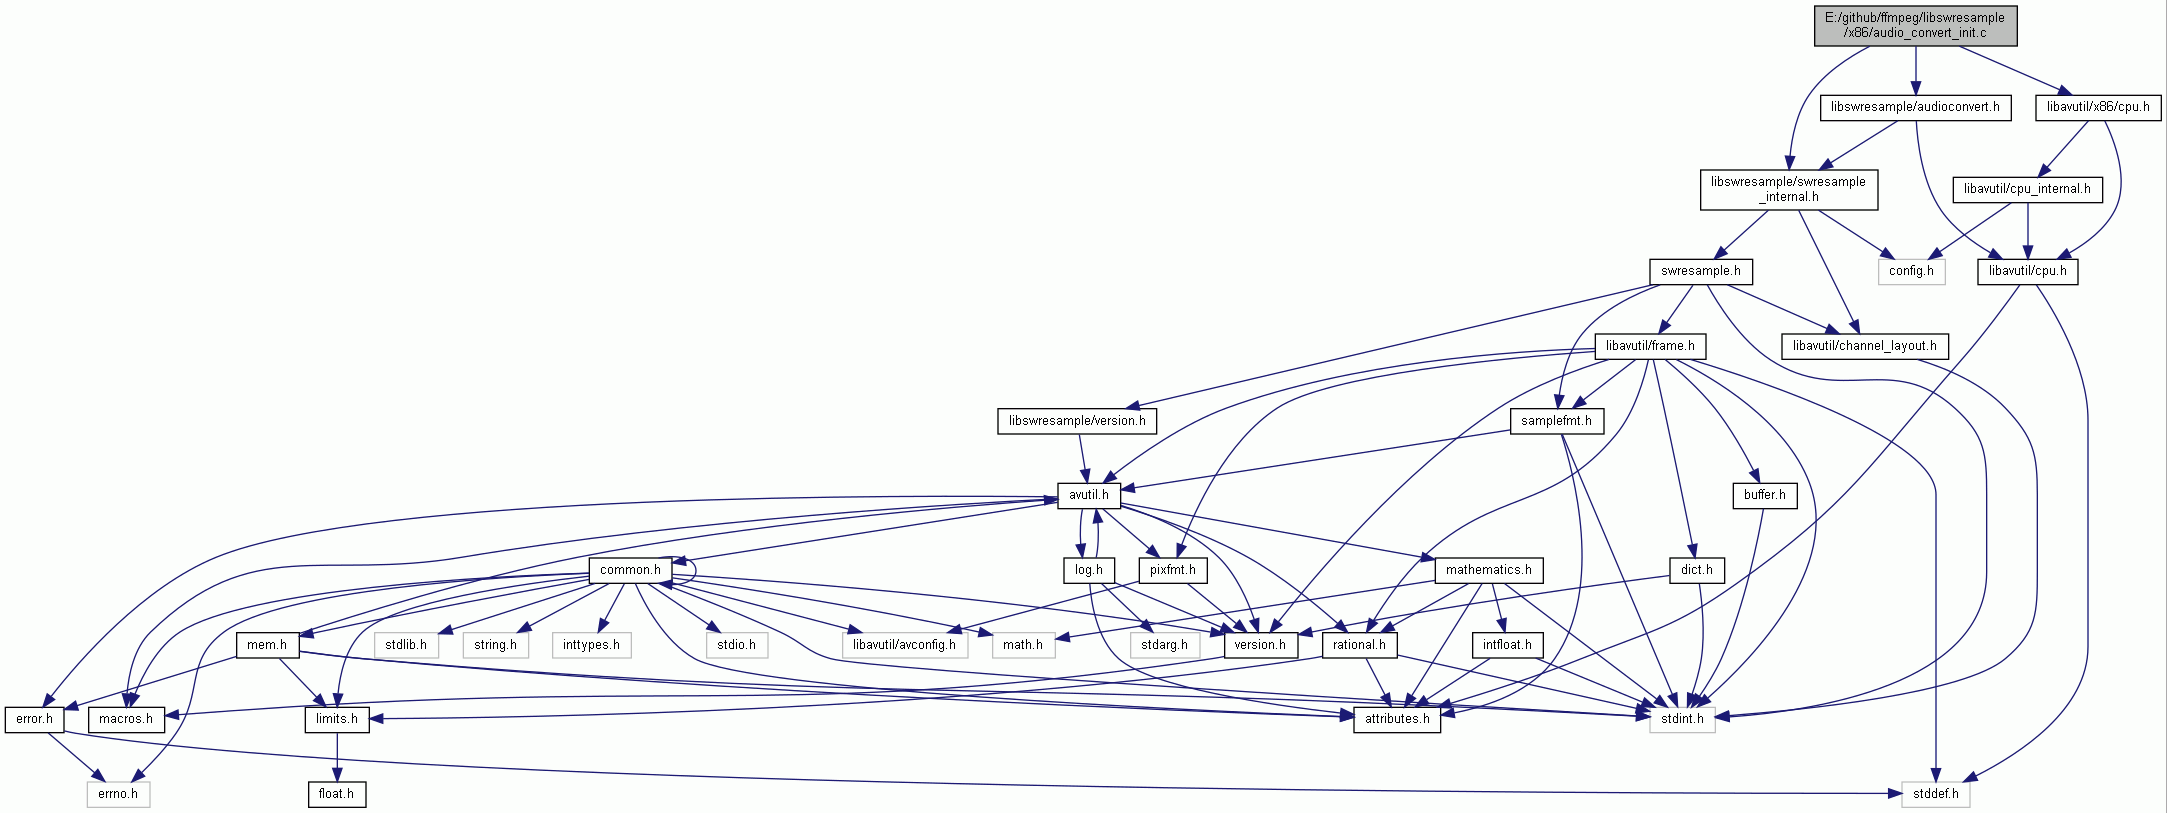 E:/github/ffmpeg/libswresample
/x86/audio_convert_init.c
libswresample/audioconvert.h
libavutil/x86/cpu.h
libswresample/swresample
_internal.h
libavutil/cpu_internal.h
swresample.h
config.h
libavutil/cpu.h
libavutil/frame.h
libavutil/channel_layout.h
libswresample/version.h
samplefmt.h
avutil.h
buffer.h
common.h
log.h
pixfmt.h
mathematics.h
dict.h
mem.h
stdlib.h
string.h
inttypes.h
stdio.h
libavutil/avconfig.h
math.h
stdarg.h
version.h
rational.h
intfloat.h
error.h
macros.h
limits.h
attributes.h
stdint.h
errno.h
float.h
stddef.h